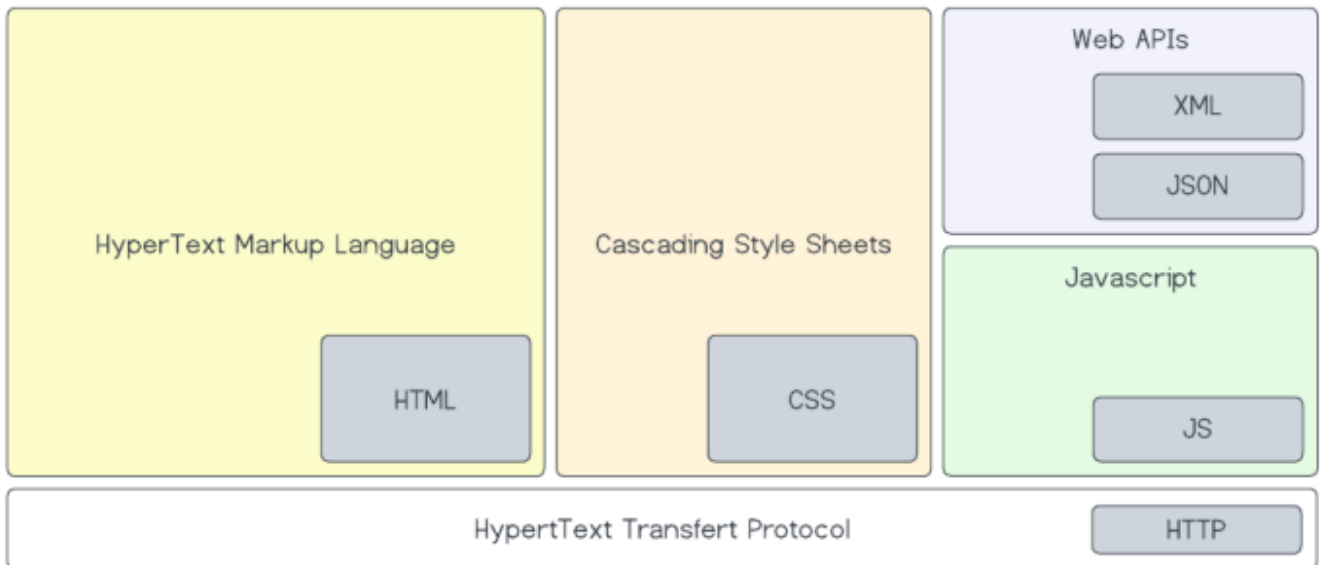 HyperText Markup Language
HTML
Cascading Style Sheets
CSS
Web APIs
XML
JSON
Javascript
JS
HypertText Transfert Protocol
HTTP